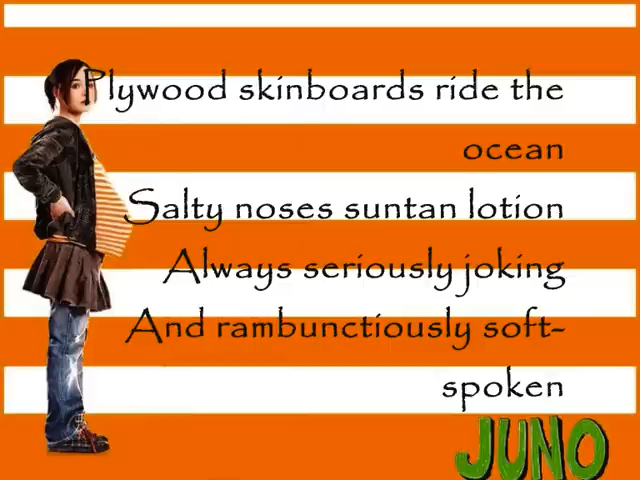 Plywood skinboards ride the
ocean
Salty noses suntan lotion
Always seriously joking
And rambunctiously soft-
spoken
JUNO